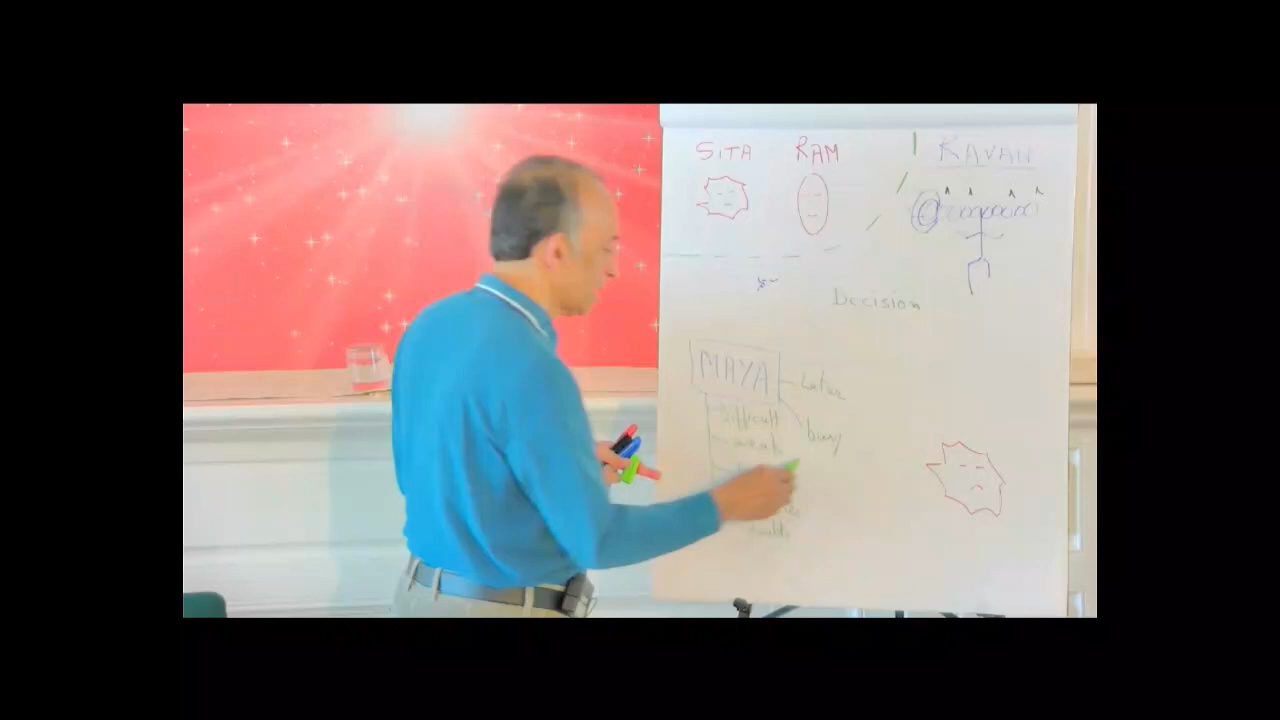 SITA RAM RAVAN
Decision
MAYA
Later
Difficult
busy
weak